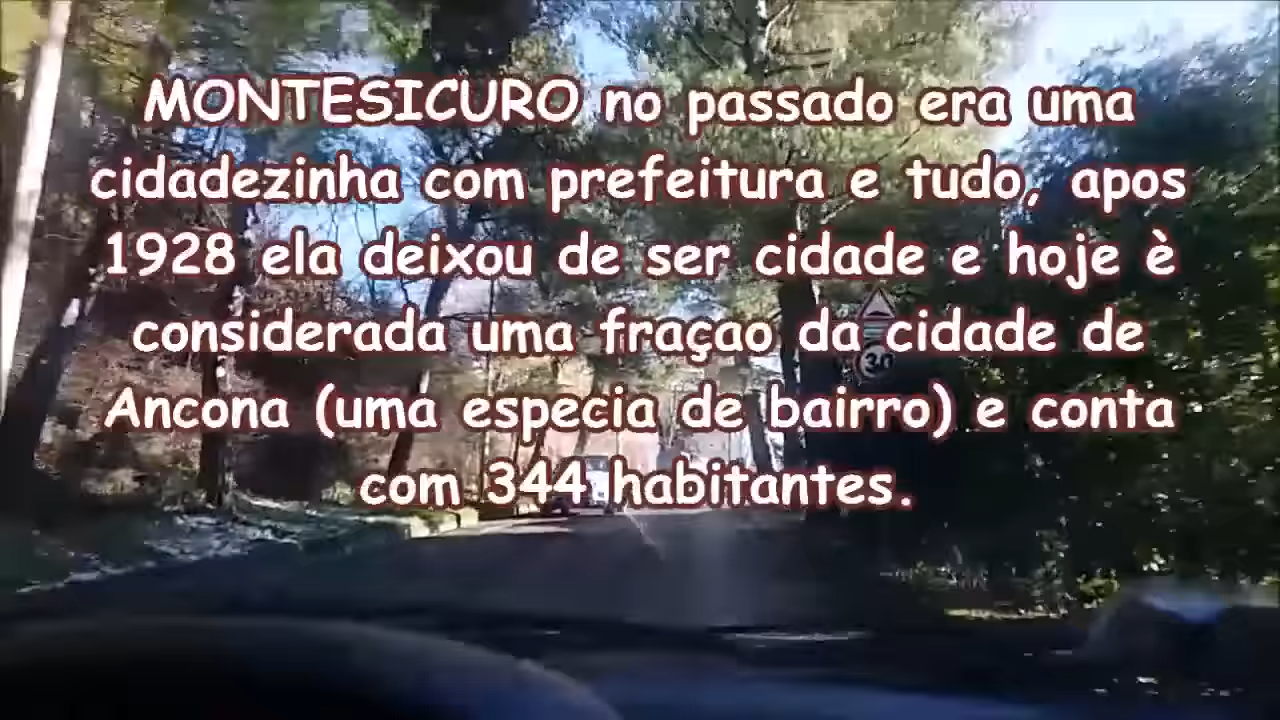 MONTESICURO no passado era uma
cidadezinha com prefeitura e tudo, apos
1928 ela deixou de ser cidade e hoje è
considerada uma fraçao da cidade de
Ancona (uma especia de bairro) e conta
com 344 habitantes.
30